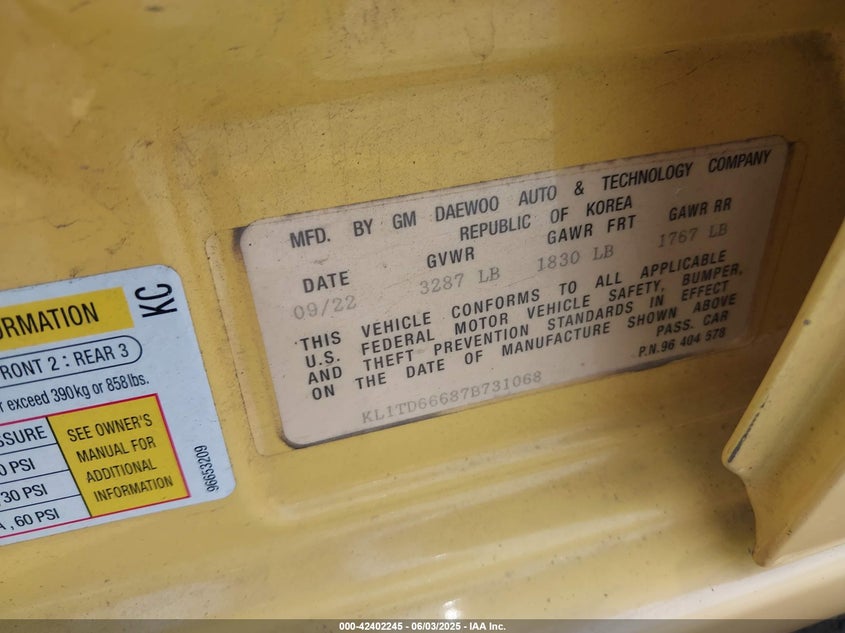 MFD. BY GM DAEWOO AUTO & TECHNOLOGY COMPANY
REPUBLIC OF KOREA
DATE GVWR GAWR FRT GAWR RR
09/22 3287 LB 1830 LB 1767 LB
THIS VEHICLE CONFORMS TO ALL APPLICABLE
U.S. FEDERAL MOTOR VEHICLE SAFETY, BUMPER,
AND THEFT PREVENTION STANDARDS IN EFFECT
ON THE DATE OF MANUFACTURE SHOWN ABOVE
PASS. CAR
P.N.96 404 578
KL1TD66687B731068
KC
ORMATION
RONT 2 : REAR 3
r exceed 390kg or 858lbs.
SSURE
0 PSI
,30 PSI
A , 60 PSI
SEE OWNER'S
MANUAL FOR
ADDITIONAL
INFORMATION
96653209
000-42402245 - 06/03/2025 - IAA Inc.